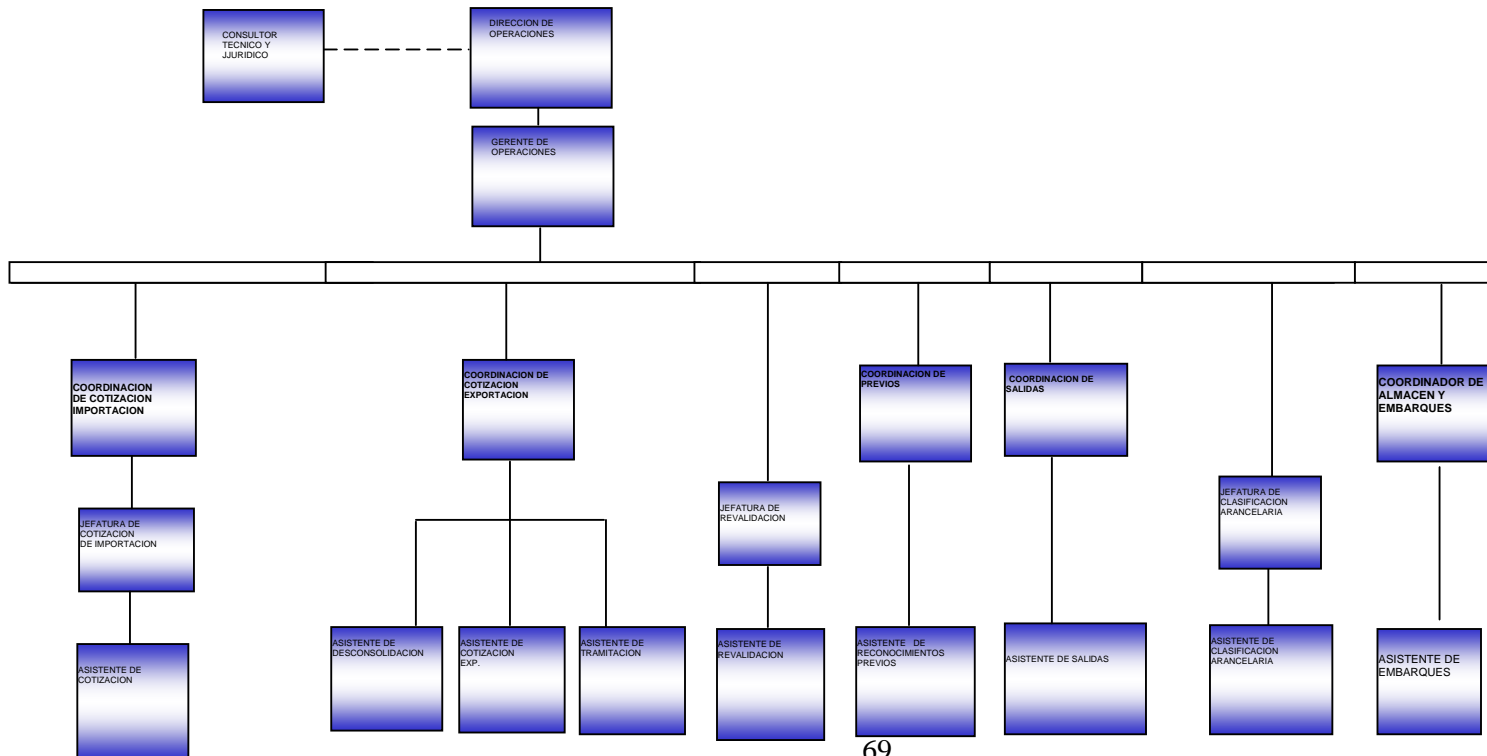 CONSULTOR
TECNICO Y
JJURIDICO
DIRECCION DE
OPERACIONES
GERENTE DE
OPERACIONES
COORDINACION
DE COTIZACION
IMPORTACION
COORDINACION DE
COTIZACION
EXPORTACION
COORDINACION DE
PREVIOS
COORDINACION DE
SALIDAS
COORDINADOR DE
ALMACEN Y
EMBARQUES
JEFATURA DE
COTIZACION
DE IMPORTACION
JEFATURA DE
REVALIDACION
JEFATURA DE
CLASIFICACION
ARANCELARIA
ASISTENTE DE
COTIZACION
ASISTENTE DE
DESCONSOLIDACION
ASISTENTE DE
COTIZACION
EXP.
ASISTENTE DE
TRAMITACION
ASISTENTE DE
REVALIDACION
ASISTENTE DE
RECONOCIMIENTOS
PREVIOS
ASISTENTE DE SALIDAS
ASISTENTE DE
CLASIFICACION
ARANCELARIA
ASISTENTE DE
EMBARQUES
69